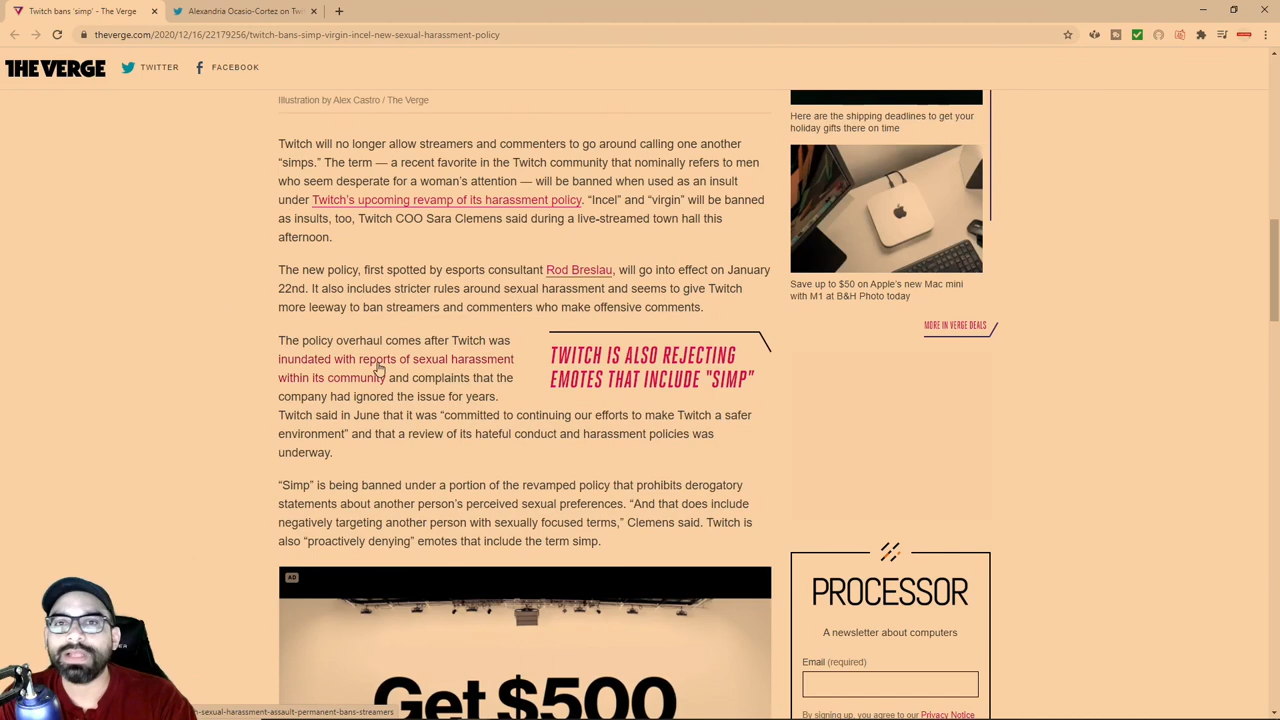 Twitch bans 'simp' - The Verge
Alexandria Ocasio-Cortez on Twi
theverge.com/2020/12/16/22179256/twitch-bans-simp-virgin-incel-new-sexual-harassment-policy
THE VERGE
TWITTER
FACEBOOK
Illustration by Alex Castro / The Verge
Twitch will no longer allow streamers and commenters to go around calling one another
“simps.” The term — a recent favorite in the Twitch community that nominally refers to men
who seem desperate for a woman’s attention — will be banned when used as an insult
under Twitch’s upcoming revamp of its harassment policy. “Incel” and “virgin” will be banned
as insults, too, Twitch COO Sara Clemens said during a live-streamed town hall this
afternoon.
The new policy, first spotted by esports consultant Rod Breslau, will go into effect on January
22nd. It also includes stricter rules around sexual harassment and seems to give Twitch
more leeway to ban streamers and commenters who make offensive comments.
The policy overhaul comes after Twitch was
inundated with reports of sexual harassment
within its community and complaints that the
company had ignored the issue for years.
TWITCH IS ALSO REJECTING
EMOTES THAT INCLUDE "SIMP"
Twitch said in June that it was “committed to continuing our efforts to make Twitch a safer
environment” and that a review of its hateful conduct and harassment policies was
underway.
“Simp” is being banned under a portion of the revamped policy that prohibits derogatory
statements about another person’s perceived sexual preferences. “And that does include
negatively targeting another person with sexually focused terms,” Clemens said. Twitch is
also “proactively denying” emotes that include the term simp.
AD
Get $500
Here are the shipping deadlines to get your
holiday gifts there on time
Save up to $50 on Apple’s new Mac mini
with M1 at B&H Photo today
MORE IN VERGE DEALS
PROCESSOR
A newsletter about computers
Email (required)
By signing up, you agree to our Privacy Notice
-sexual-harassment-assault-permanent-bans-streamers